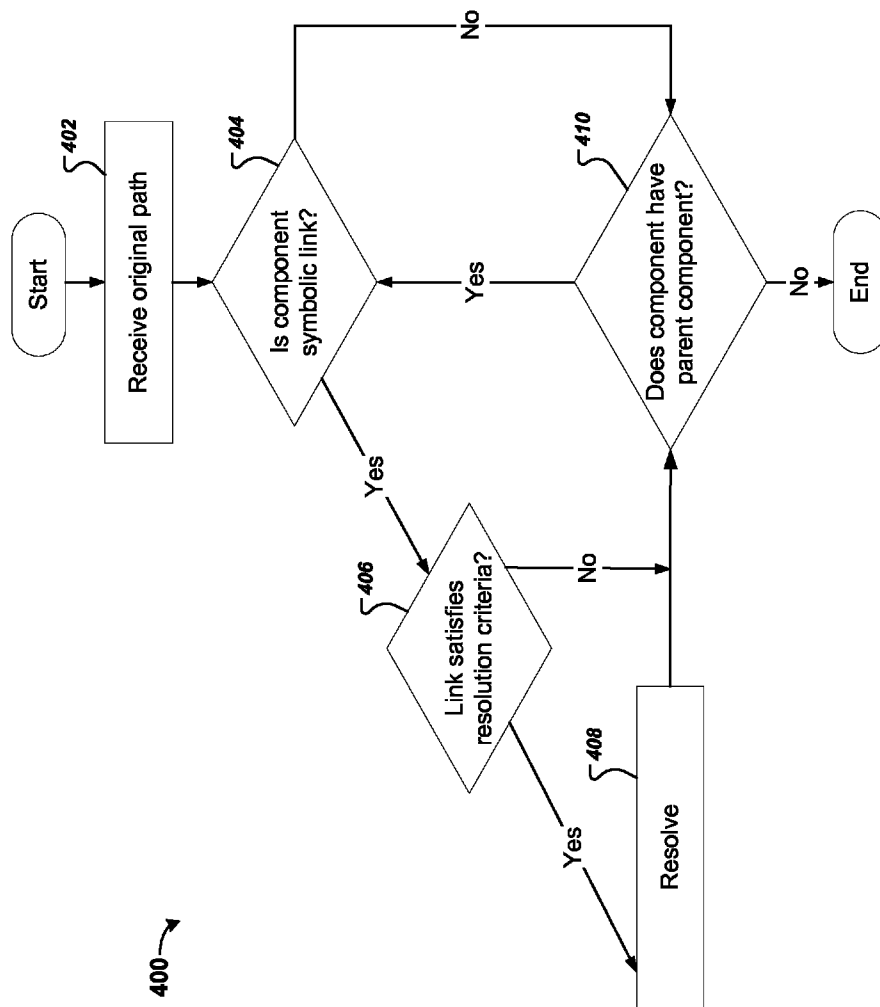 400
Start
402
Receive original path
404
Is component
symbolic link?
Yes
No
406
Link satisfies
resolution criteria?
Yes
No
408
Resolve
410
Does component have
parent component?
Yes
No
End